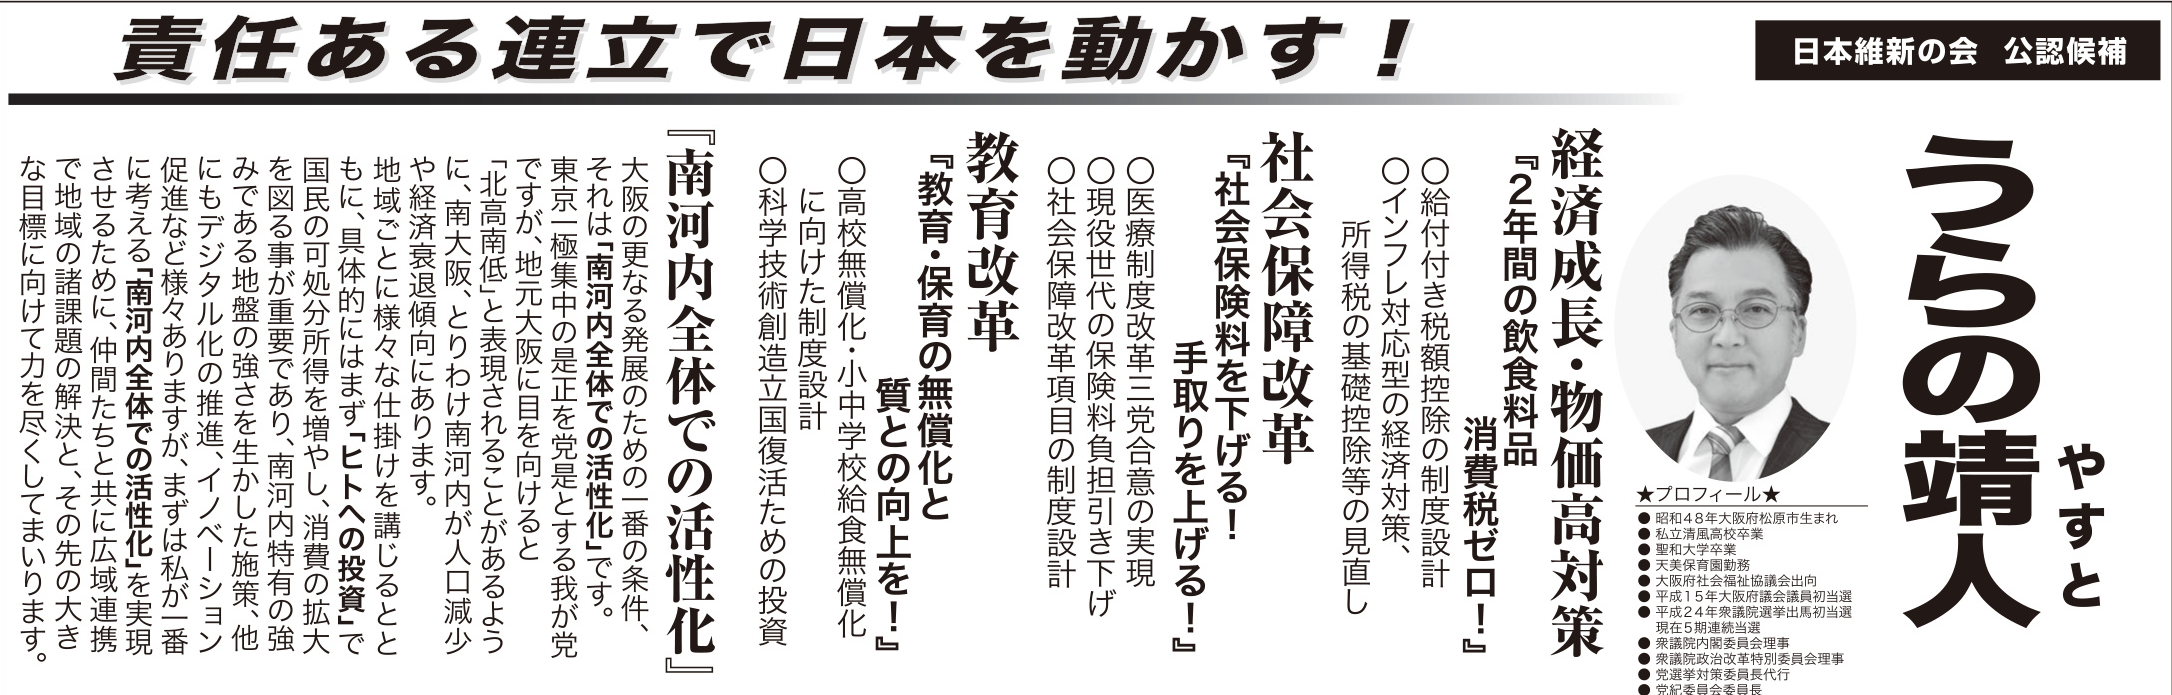 責任ある連立で日本を動かす！
日本維新の会 公認候補
うらの靖人
やすと
★プロフィール★
● 昭和48年大阪府松原市生まれ
● 私立清風高校卒業
● 聖和大学卒業
● 天美保育園勤務
● 大阪府社会福祉協議会出向
● 平成15年大阪府議会議員初当選
● 平成24年衆議院選挙出馬初当選
現在5期連続当選
● 衆議院内閣委員会理事
● 衆議院政治改革特別委員会理事
● 党選挙対策委員長代行
● 党紀委員会委員長
経済成長・物価高対策
『2年間の飲食料品
消費税ゼロ！』
○給付付き税額控除の制度設計
○インフレ対応型の経済対策、
所得税の基礎控除等の見直し
社会保障改革
『社会保険料を下げる！
手取りを上げる！』
○医療制度改革三党合意の実現
○現役世代の保険料負担引き下げ
○社会保障改革項目の制度設計
教育改革
『教育・保育の無償化と
質との向上を！』
○高校無償化・小中学校給食無償化
に向けた制度設計
○科学技術創造立国復活ための投資
『南河内全体での活性化』
大阪の更なる発展のための一番の条件、
それは「南河内全体での活性化」です。
東京一極集中の是正を党是とする我が党
ですが、地元大阪に目を向けると
「北高南低」と表現されることがあるよう
に、南大阪、とりわけ南河内が人口減少
や経済衰退傾向にあります。
地域ごとに様々な仕掛けを講じるとと
もに、具体的にはまず「ヒトへの投資」で
国民の可処分所得を増やし、消費の拡大
を図る事が重要であり、南河内特有の強
みである地盤の強さを生かした施策、他
にもデジタル化の推進、イノベーション
促進など様々ありますが、まずは私が一番
に考える「南河内全体での活性化」を実現
させるために、仲間たちと共に広域連携
で地域の諸課題の解決と、その先の大き
な目標に向けて力を尽くしてまいります。